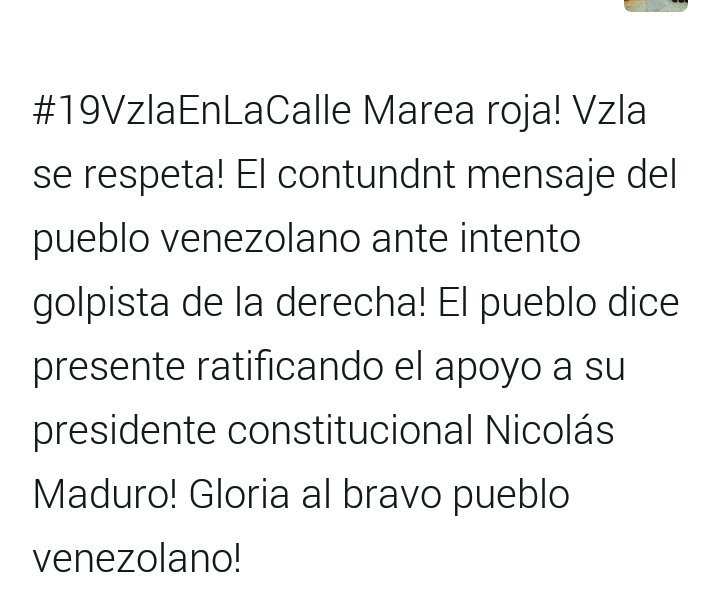 #19VzlaEnLaCalle Marea roja! Vzla
se respeta! El contundnt mensaje del
pueblo venezolano ante intento
golpista de la derecha! El pueblo dice
presente ratificando el apoyo a su
presidente constitucional Nicolás
Maduro! Gloria al bravo pueblo
venezolano!